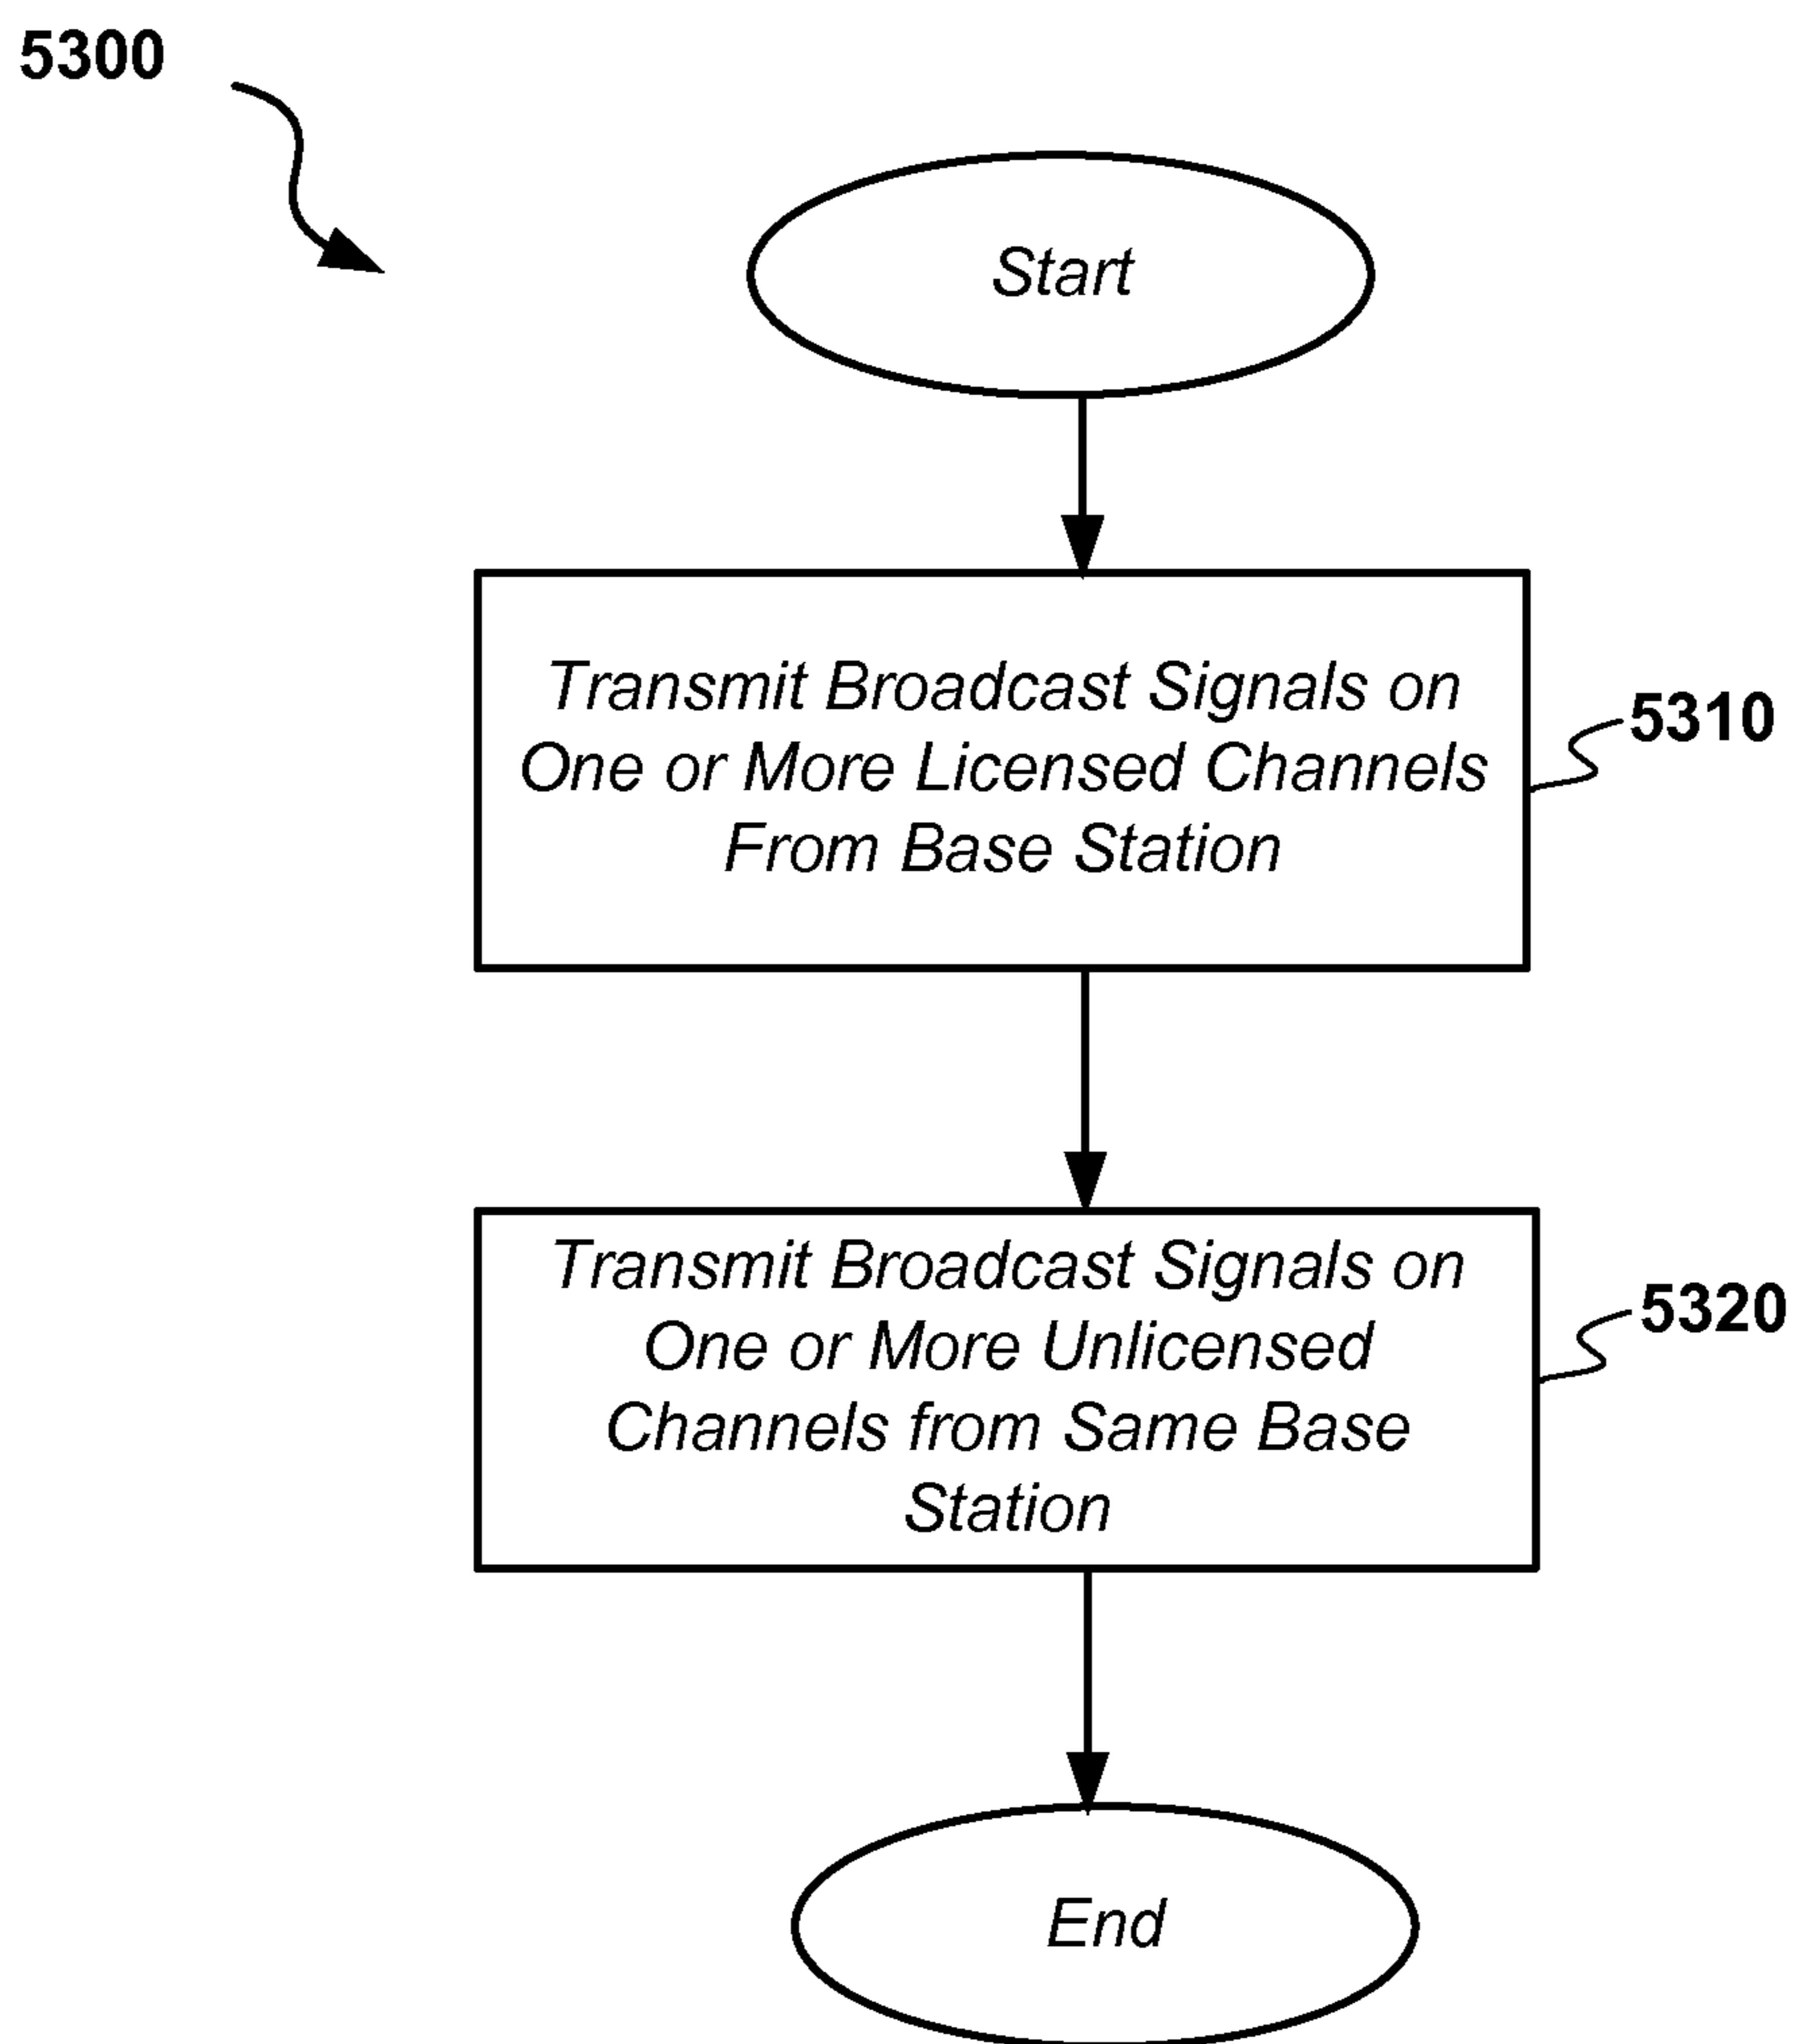 5300
Start
Transmit Broadcast Signals on
One or More Licensed Channels
From Base Station
5310
Transmit Broadcast Signals on
One or More Unlicensed
Channels from Same Base
Station
5320
End